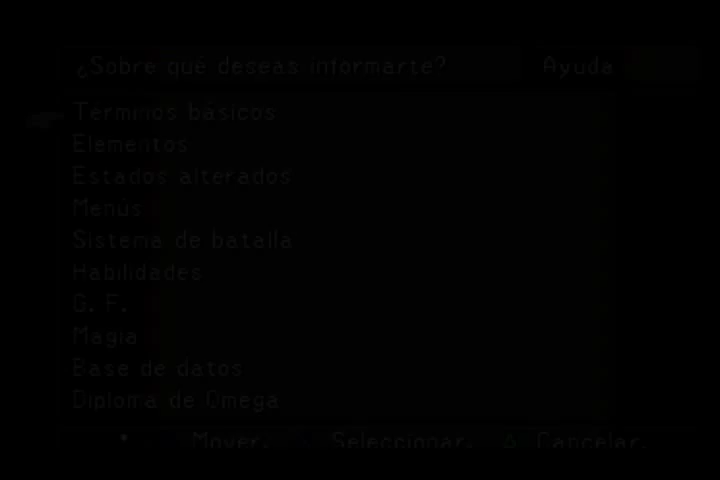 ¿Sobre qué deseas informarte? Ayuda
Términos básicos
Elementos
Estados alterados
Menús
Sistema de batalla
Habilidades
G. F.
Magia
Base de datos
Diploma de Omega
Mover. Seleccionar. Δ Cancelar.